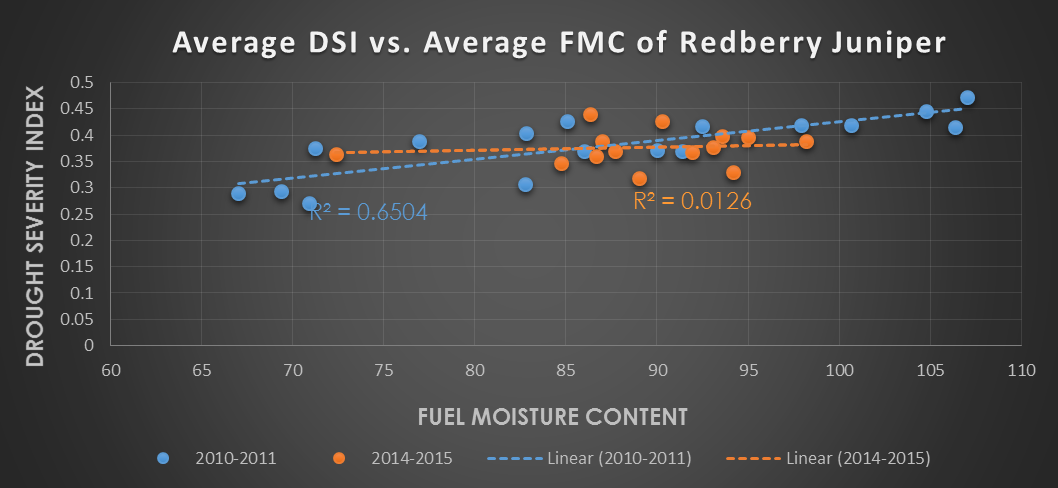 Average DSI vs. Average FMC of Redberry Juniper
DROUGHT SEVERITY INDEX
0.5
0.45
0.4
0.35
0.3
0.25
0.2
0.15
0.1
0.05
0
R² = 0.6504
R² = 0.0126
60 65 70 75 80 85 90 95 100 105 110
FUEL MOISTURE CONTENT
2010-2011 2014-2015 Linear (2010-2011) Linear (2014-2015)